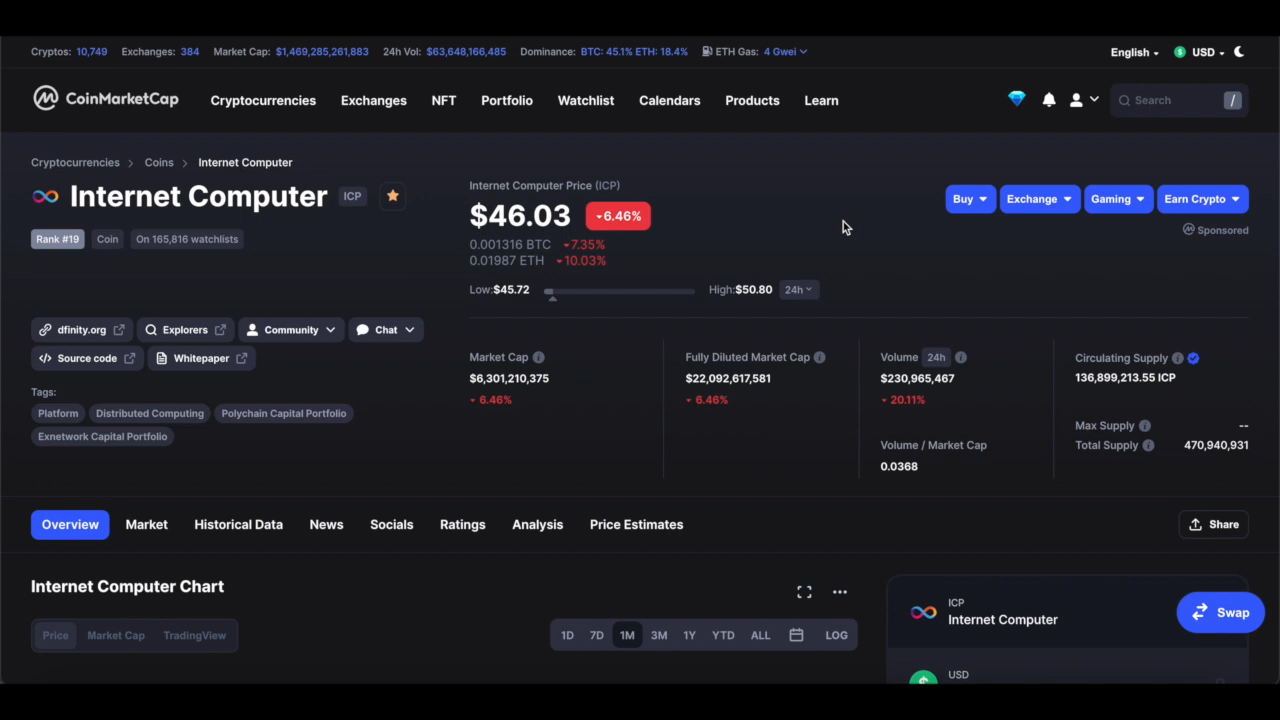 Cryptos: 10,749 Exchanges: 384 Market Cap: $1,469,285,261,883 24h Vol: $63,648,166,485 Dominance: BTC: 45.1% ETH: 18.4% ETH Gas: 4 Gwei English USD
CoinMarketCap Cryptocurrencies Exchanges NFT Portfolio Watchlist Calendars Products Learn Search /
Cryptocurrencies Coins Internet Computer
Internet Computer ICP
Rank #19 Coin On 165,816 watchlists
dfinity.org Explorers Community Chat
Source code Whitepaper
Tags:
Platform Distributed Computing Polychain Capital Portfolio
Exnetwork Capital Portfolio
Internet Computer Price (ICP)
$46.03 6.46%
0.001316 BTC 7.35%
0.01987 ETH 10.03%
Low:$45.72 High:$50.80 24h
Buy Exchange Gaming Earn Crypto
Sponsored
Market Cap
$6,301,210,375
6.46%
Fully Diluted Market Cap
$22,092,617,581
6.46%
Volume 24h
$230,965,467
20.11%
Volume / Market Cap
0.0368
Circulating Supply
136,899,213.55 ICP
Max Supply --
Total Supply 470,940,931
Overview Market Historical Data News Socials Ratings Analysis Price Estimates Share
Internet Computer Chart
Price Market Cap TradingView 1D 7D 1M 3M 1Y YTD ALL LOG
ICP
Internet Computer
Swap
USD